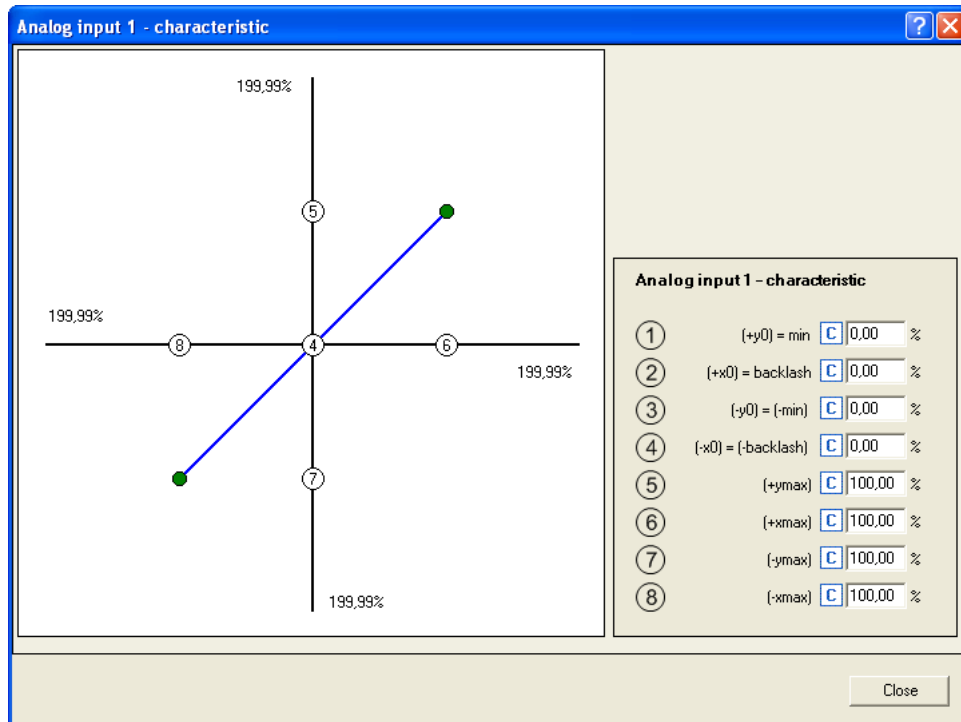 Analog input 1 - characteristic
199,99%
5
199,99%
8
4
6
199,99%
7
199,99%
Analog input 1 - characteristic
1 (+y0) = min C 0,00 %
2 (+x0) = backlash C 0,00 %
3 (-y0) = (-min) C 0,00 %
4 (-x0) = (-backlash) C 0,00 %
5 (+ymax) C 100,00 %
6 (+xmax) C 100,00 %
7 (-ymax) C 100,00 %
8 (-xmax) C 100,00 %
Close